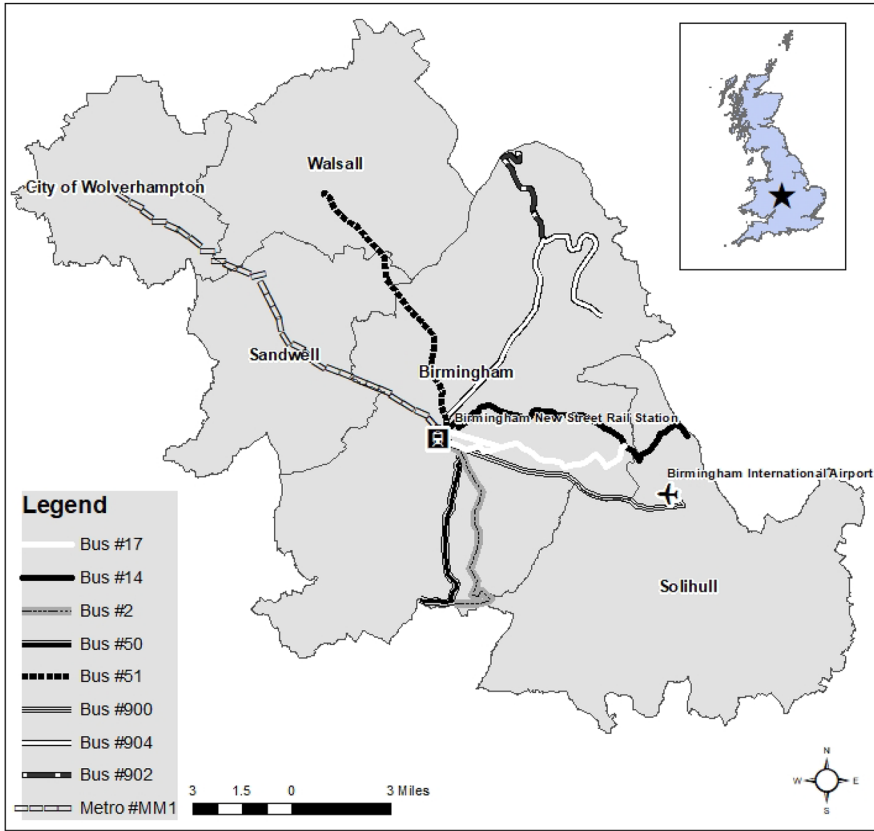 Walsall
City of Wolverhampton
Sandwell
Birmingham
Birmingham New Street Rail Station
Birmingham International Airport
Solihull
Legend
Bus #17
Bus #14
Bus #2
Bus #50
Bus #51
Bus #900
Bus #904
Bus #902
Metro #MM1
3 1.5 0 3 Miles
N
W E
S